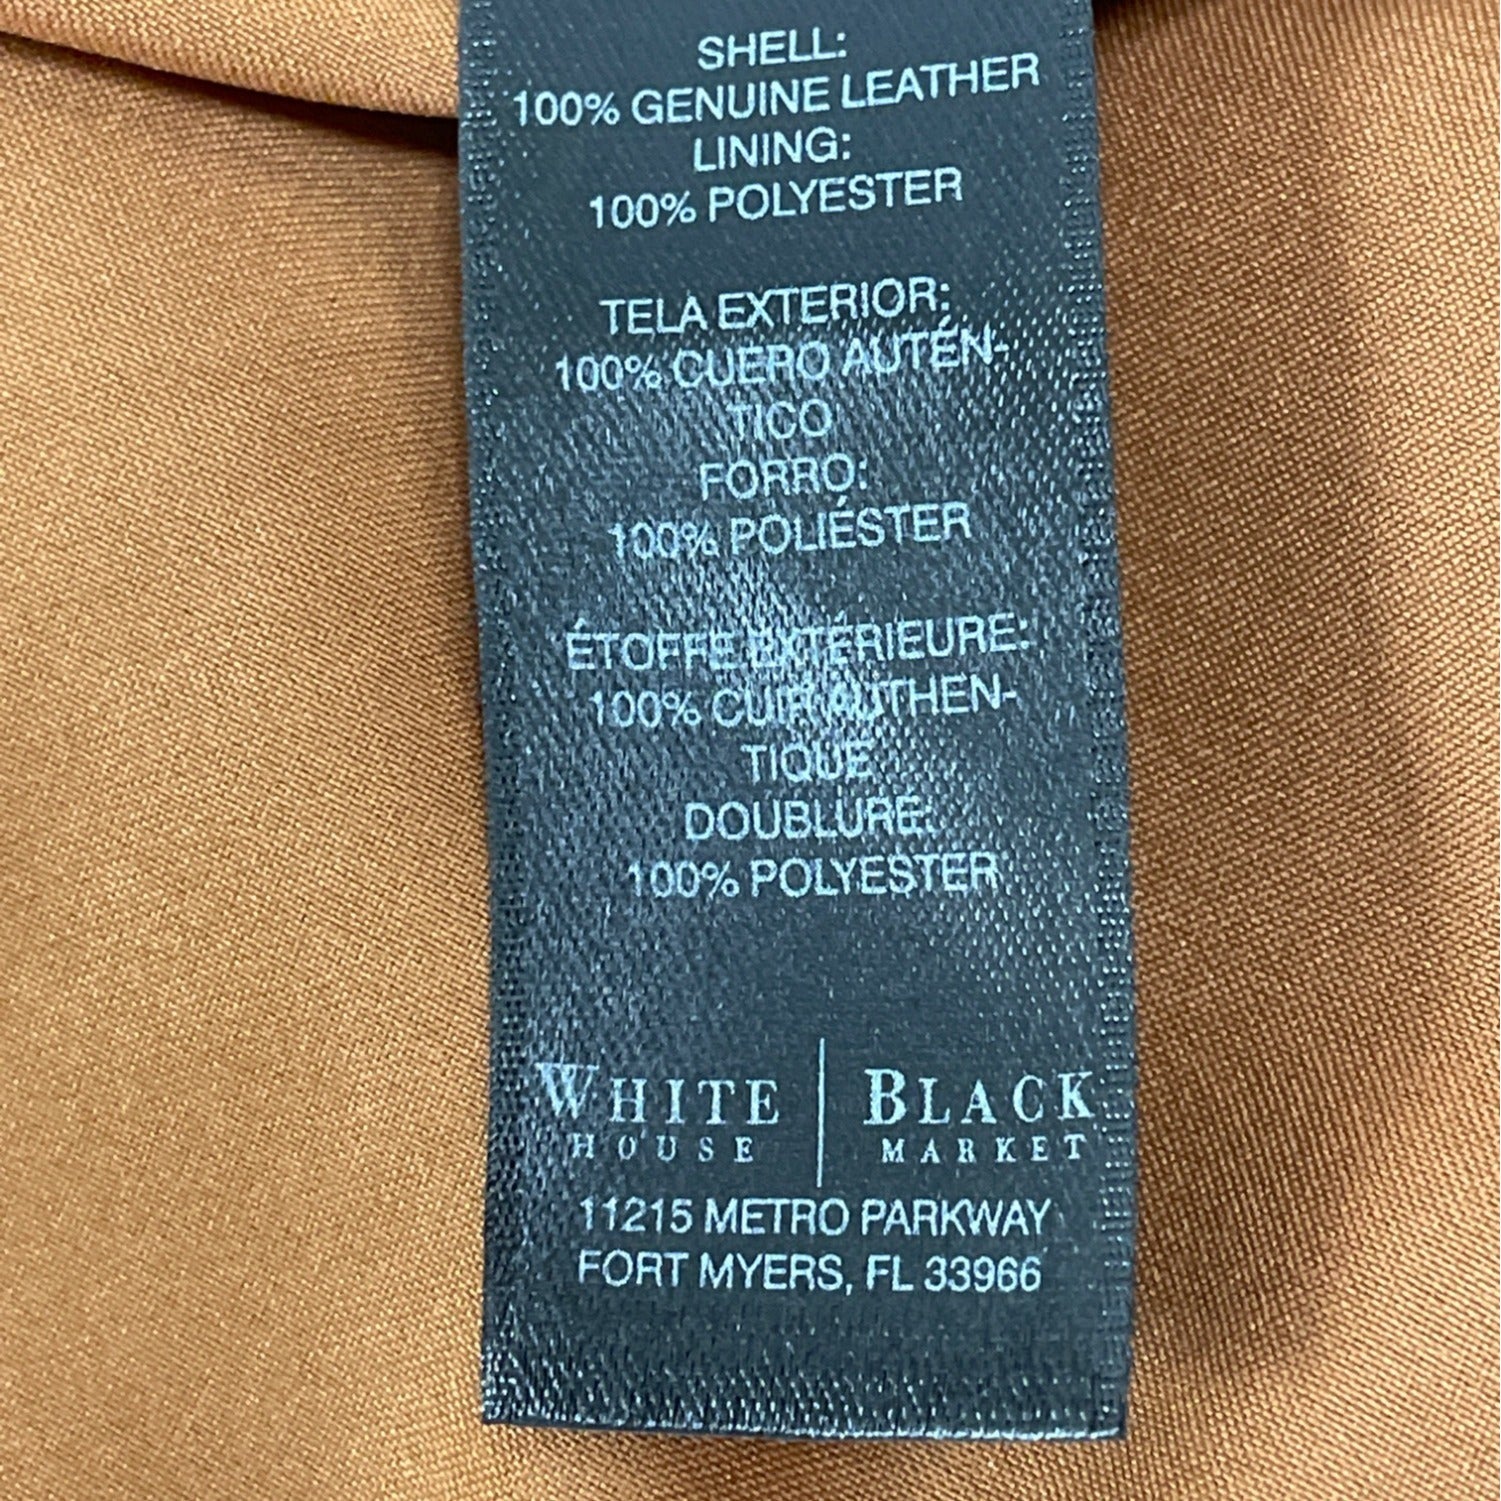 SHELL:
100% GENUINE LEATHER
LINING:
100% POLYESTER
TELA EXTERIOR:
100% CUERO AUTÉN-
TICO
FORRO:
100% POLIÉSTER
ÉTOFFE EXTÉRIEURE:
100% CUIR AUTHEN-
TIQUE
DOUBLURE:
100% POLYESTER
WHITE | BLACK
HOUSE | MARKET
11215 METRO PARKWAY
FORT MYERS, FL 33966